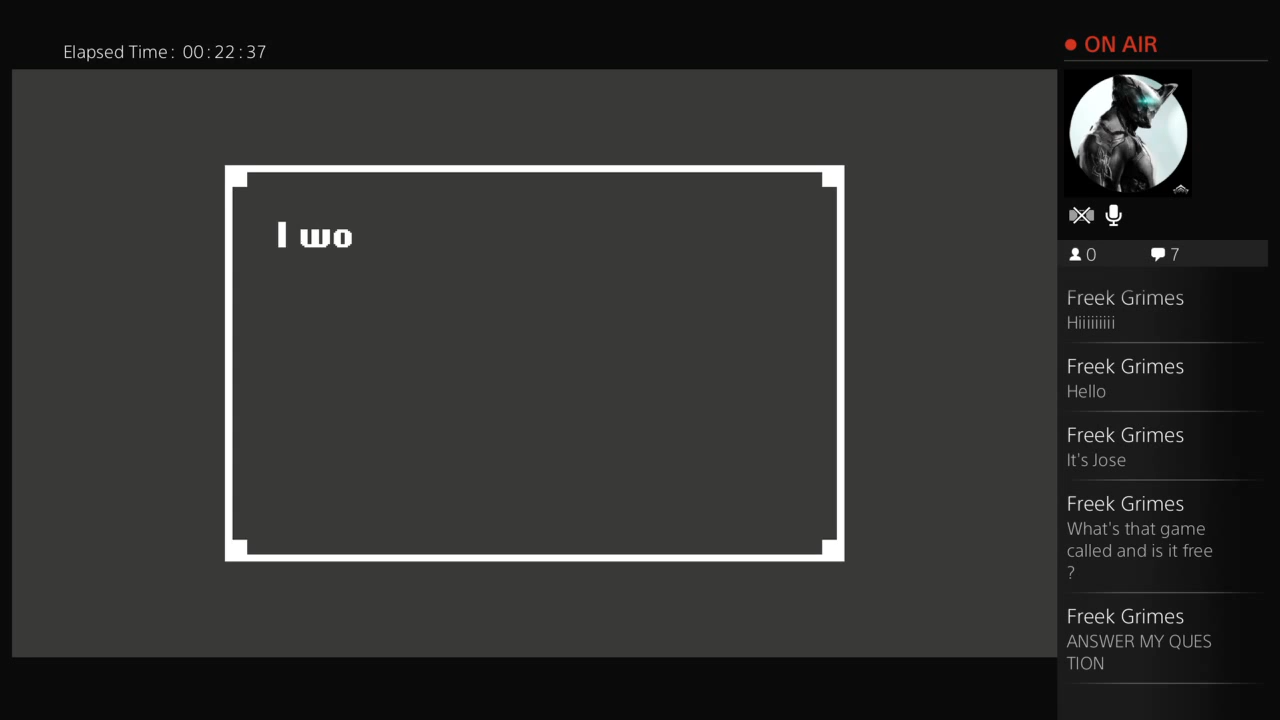 Elapsed Time: 00:22:37
ON AIR
I wo
0 7
Freek Grimes
Hiiiiiiiii
Freek Grimes
Hello
Freek Grimes
It's Jose
Freek Grimes
What's that game
called and is it free
?
Freek Grimes
ANSWER MY QUES
TION